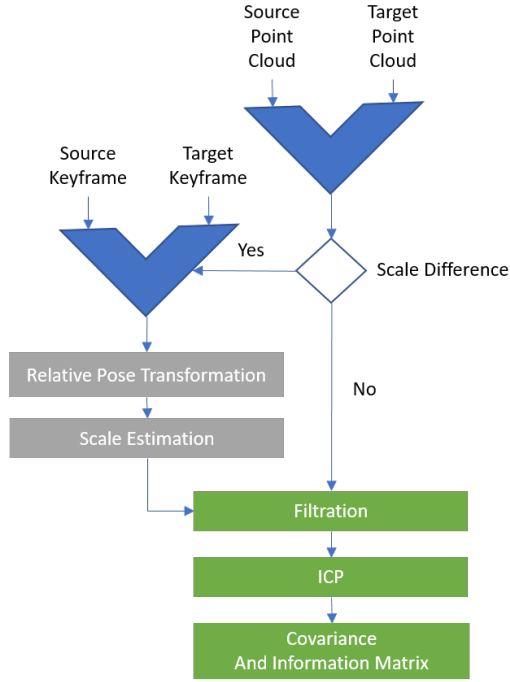 Source
Point
Cloud
Target
Point
Cloud
Source
Keyframe
Target
Keyframe
Yes
Scale Difference
Relative Pose Transformation
No
Scale Estimation
Filtration
ICP
Covariance
And Information Matrix